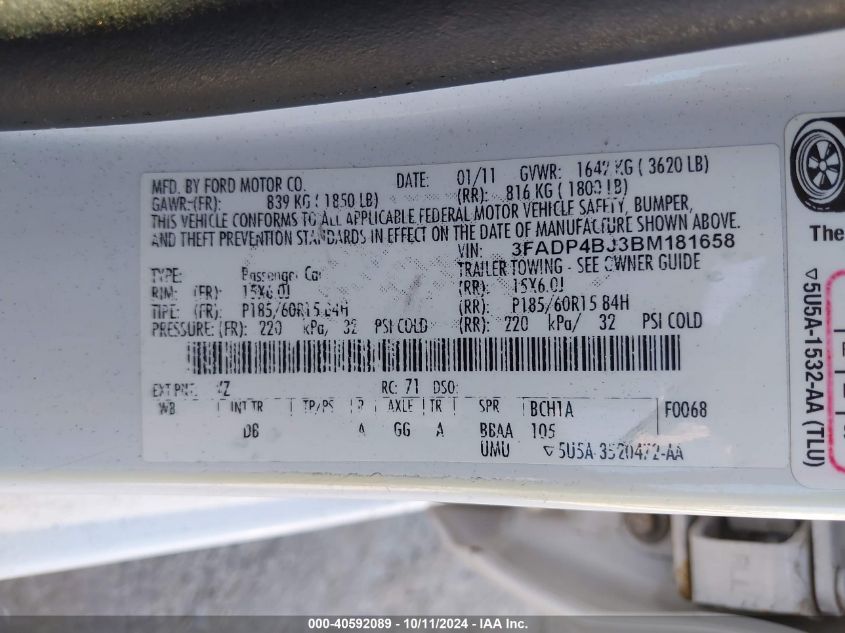 MFD. BY FORD MOTOR CO. DATE: 01/11 GVWR: 1642 KG ( 3620 LB)
GAWR:(FR): 839 KG ( 1850 LB) (RR): 816 KG ( 1800 LB)
THIS VEHICLE CONFORMS TO ALL APPLICABLE FEDERAL MOTOR VEHICLE SAFETY, BUMPER,
AND THEFT PREVENTION STANDARDS IN EFFECT ON THE DATE OF MANUFACTURE SHOWN ABOVE.
VIN: 3FADP4BJ3BM181658
TYPE: Passenger Car TRAILER TOWING - SEE OWNER GUIDE
RIM: (FR): 15X6.0J (RR): 15X6.0J
TIRE: (FR): P185/60R15 84H (RR): P185/60R15 84H
PRESSURE: (FR): 220 kPa/ 32 PSI COLD (RR): 220 kPa/ 32 PSI COLD
EXT PNT: YZ RC: 71 DSO:
WB INT TR TP/PS R AXLE TR SPR BCH1A F0068
DB A GG A BBAA 105
UMU ▽5U5A-3520472-AA
The
▽5U5A-1532-AA (TLU)
000-40592089 - 10/11/2024 - IAA Inc.